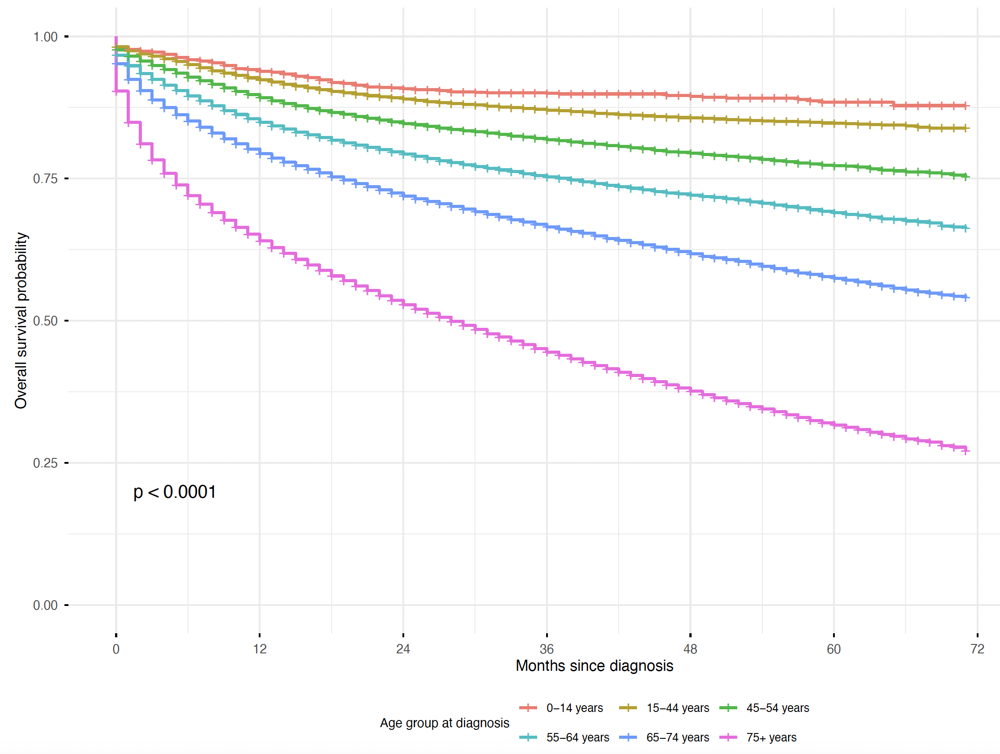 1.00
0.75
0.50
0.25
0.00
Overall survival probability
p < 0.0001
0 12 24 36 48 60 72
Months since diagnosis
Age group at diagnosis
0–14 years 15–44 years 45–54 years
55–64 years 65–74 years 75+ years